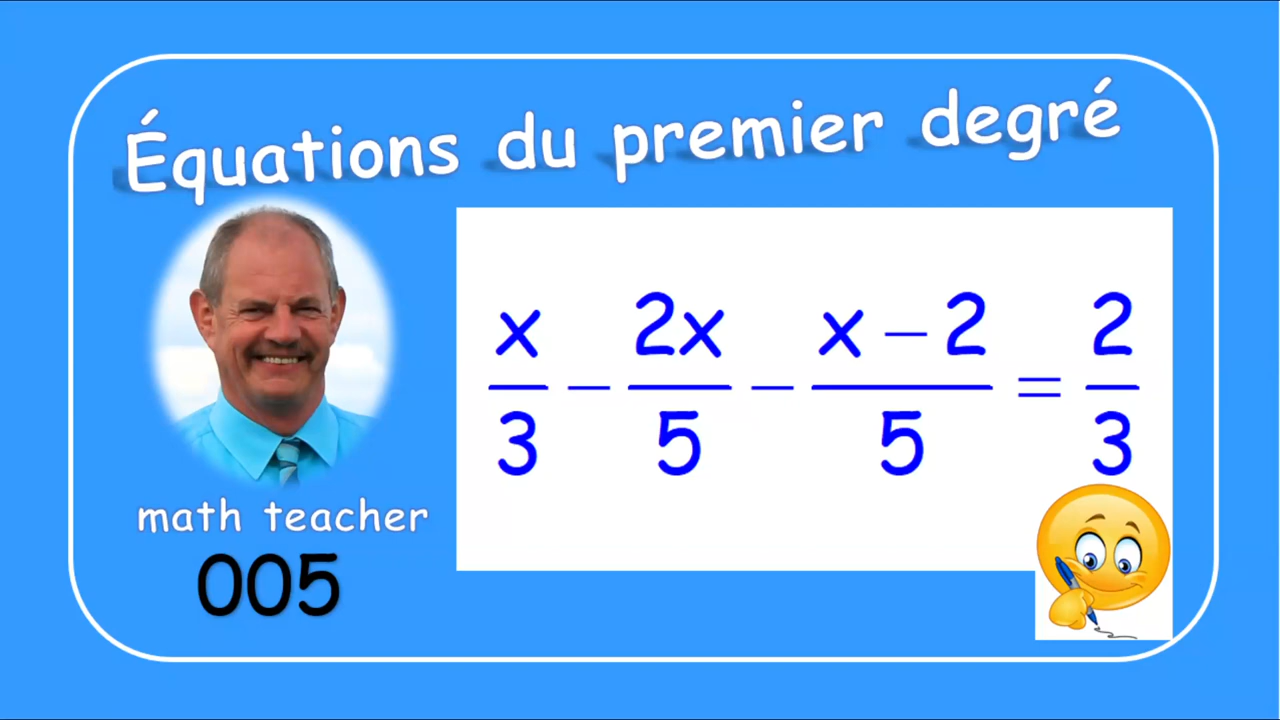 Équations du premier degré
x/3 − 2x/5 − (x − 2)/5 = 2/3
math teacher
005